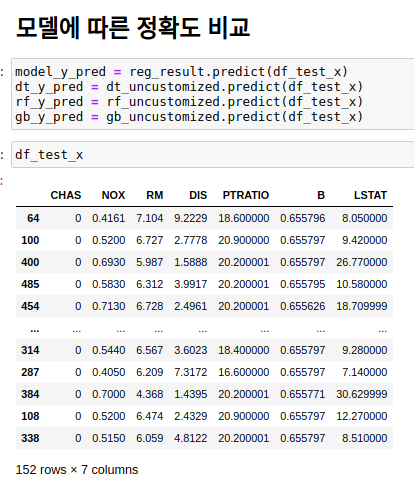 모델에 따른 정확도 비교
: model_y_pred = reg_result.predict(df_test_x)
dt_y_pred = dt_uncustomized.predict(df_test_x)
rf_y_pred = rf_uncustomized.predict(df_test_x)
gb_y_pred = gb_uncustomized.predict(df_test_x)
: df_test_x
:
CHAS NOX RM DIS PTRATIO B LSTAT
64 0 0.4161 7.104 9.2229 18.600000 0.655796 8.050000
100 0 0.5200 6.727 2.7778 20.900000 0.655797 9.420000
400 0 0.6930 5.987 1.5888 20.200001 0.655797 26.770000
485 0 0.5830 6.312 3.9917 20.200001 0.655795 10.580000
454 0 0.7130 6.728 2.4961 20.200001 0.655626 18.709999
... ... ... ... ... ... ... ...
314 0 0.5440 6.567 3.6023 18.400000 0.655797 9.280000
287 0 0.4050 6.209 7.3172 16.600000 0.655797 7.140000
384 0 0.7000 4.368 1.4395 20.200001 0.655771 30.629999
108 0 0.5200 6.474 2.4329 20.900000 0.655797 12.270000
338 0 0.5150 6.059 4.8122 20.200001 0.655797 8.510000
152 rows × 7 columns